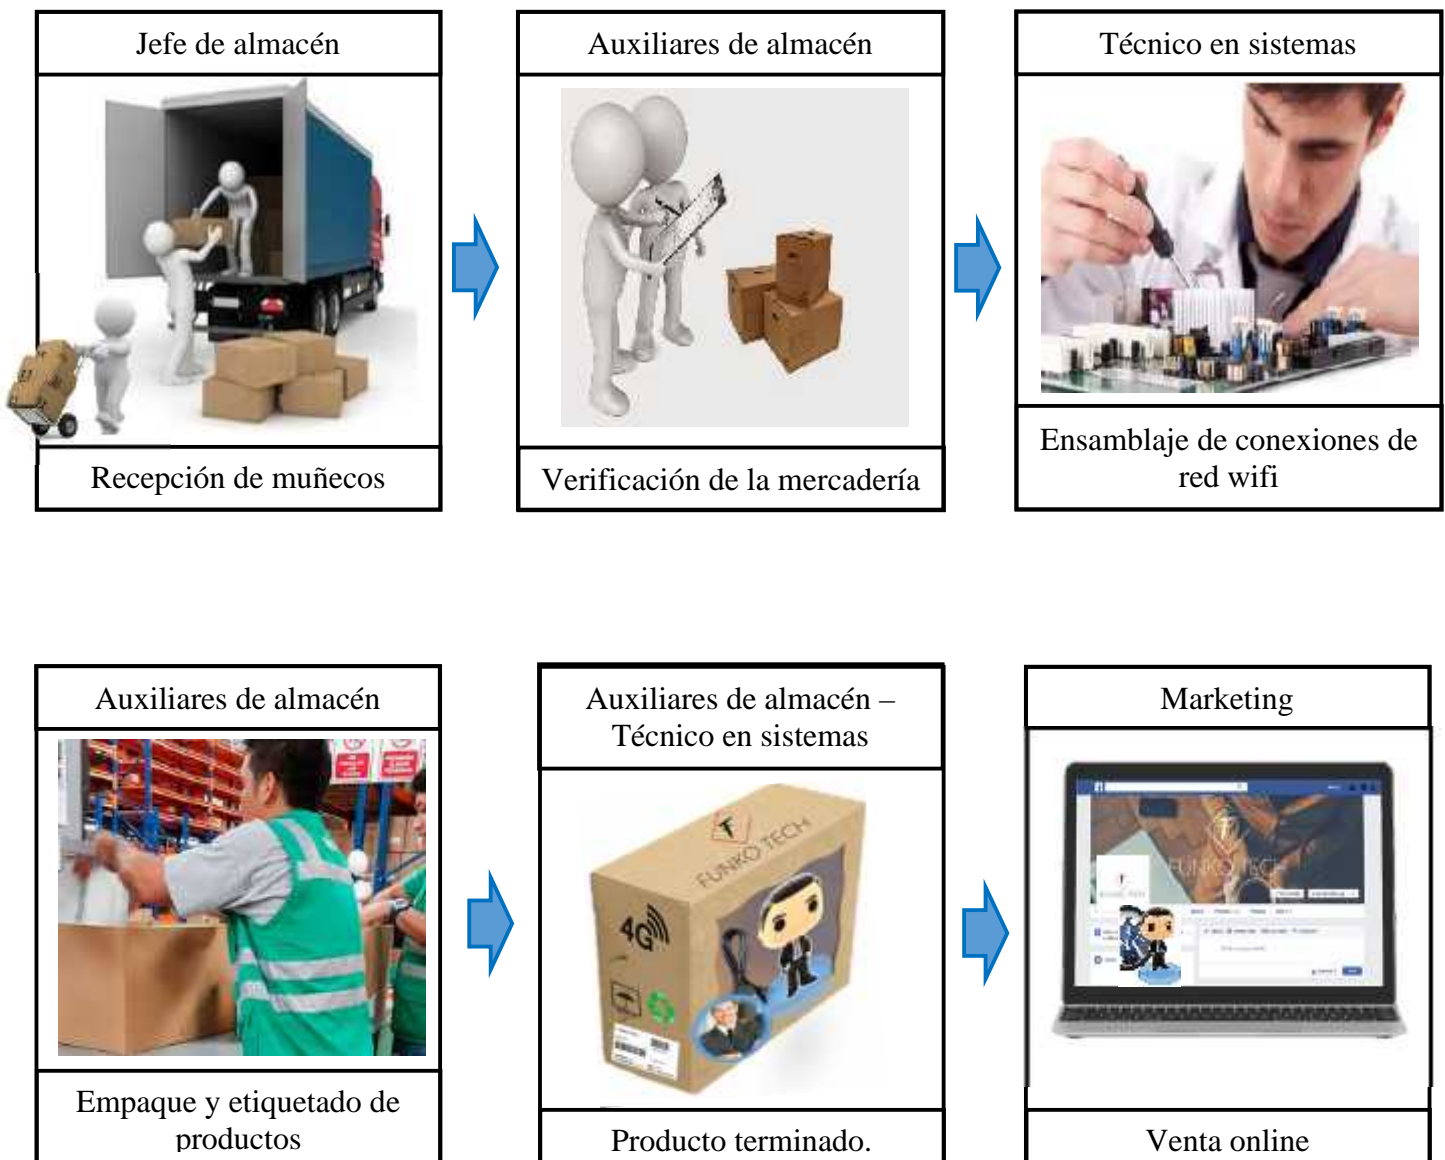 Jefe de almacén
Auxiliares de almacén
Técnico en sistemas
Recepción de muñecos
Verificación de la mercadería
Ensamblaje de conexiones de
red wifi
Auxiliares de almacén
Auxiliares de almacén –
Técnico en sistemas
Marketing
FUNKO TECH
4G
FUNKO TECH
Empaque y etiquetado de
productos
Producto terminado.
Venta online